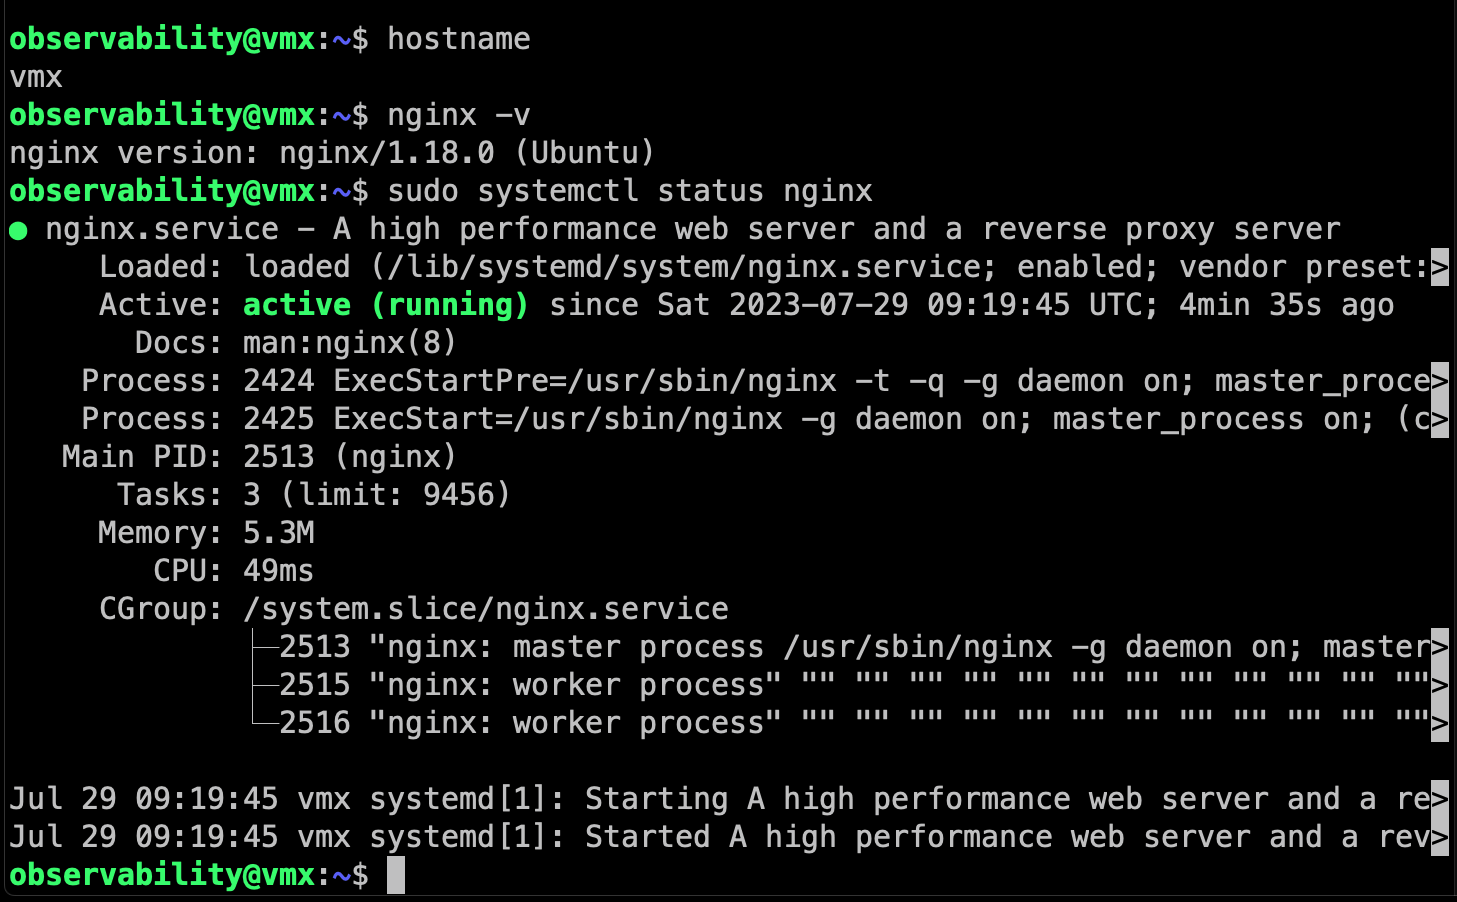 observability@vmx:~$ hostname
vmx
observability@vmx:~$ nginx -v
nginx version: nginx/1.18.0 (Ubuntu)
observability@vmx:~$ sudo systemctl status nginx
● nginx.service - A high performance web server and a reverse proxy server
     Loaded: loaded (/lib/systemd/system/nginx.service; enabled; vendor preset:>
     Active: active (running) since Sat 2023-07-29 09:19:45 UTC; 4min 35s ago
       Docs: man:nginx(8)
    Process: 2424 ExecStartPre=/usr/sbin/nginx -t -q -g daemon on; master_proce>
    Process: 2425 ExecStart=/usr/sbin/nginx -g daemon on; master_process on; (c>
   Main PID: 2513 (nginx)
      Tasks: 3 (limit: 9456)
     Memory: 5.3M
        CPU: 49ms
     CGroup: /system.slice/nginx.service
             ├─2513 "nginx: master process /usr/sbin/nginx -g daemon on; master>
             ├─2515 "nginx: worker process" "" "" "" "" "" "" "" "" "" "" "" "">
             └─2516 "nginx: worker process" "" "" "" "" "" "" "" "" "" "" "" "">

Jul 29 09:19:45 vmx systemd[1]: Starting A high performance web server and a re>
Jul 29 09:19:45 vmx systemd[1]: Started A high performance web server and a rev>
observability@vmx:~$